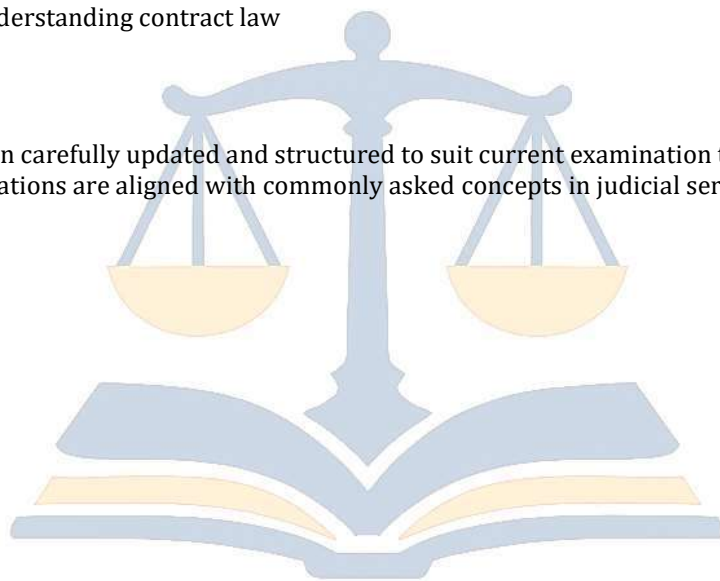 derstanding contract law
n carefully updated and structured to suit current examination t
ations are aligned with commonly asked concepts in judicial ser